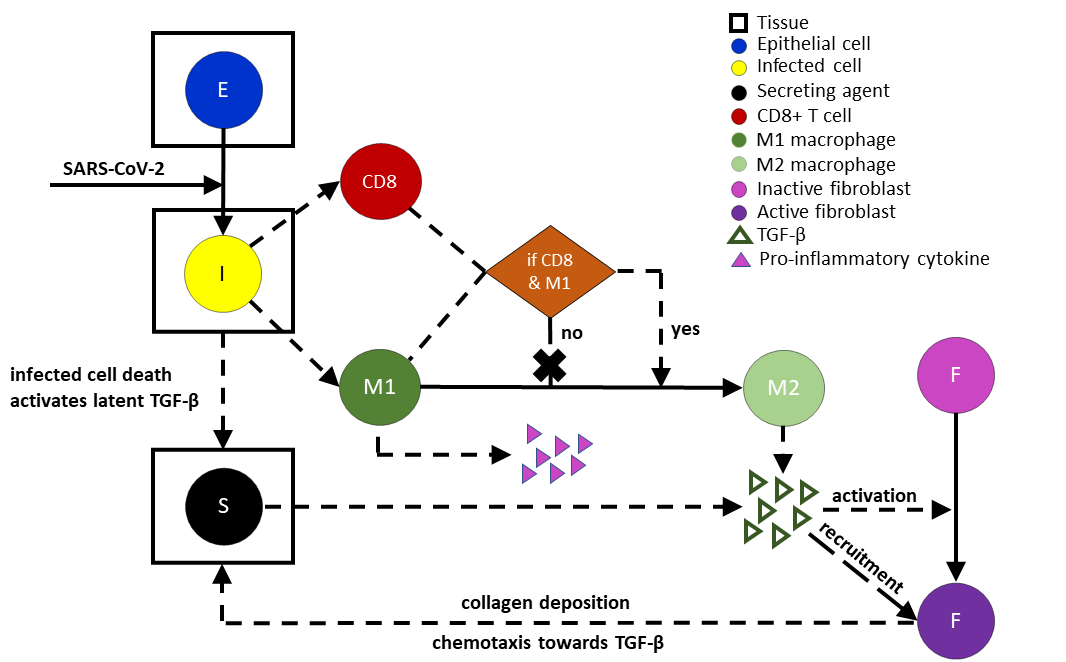 E
SARS-CoV-2
CD8
I
if CD8
& M1
no
yes
infected cell death
activates latent TGF-β
M1
M2
F
S
activation
recruitment
collagen deposition
chemotaxis towards TGF-β
F
Tissue
Epithelial cell
Infected cell
Secreting agent
CD8+ T cell
M1 macrophage
M2 macrophage
Inactive fibroblast
Active fibroblast
TGF-β
Pro-inflammatory cytokine